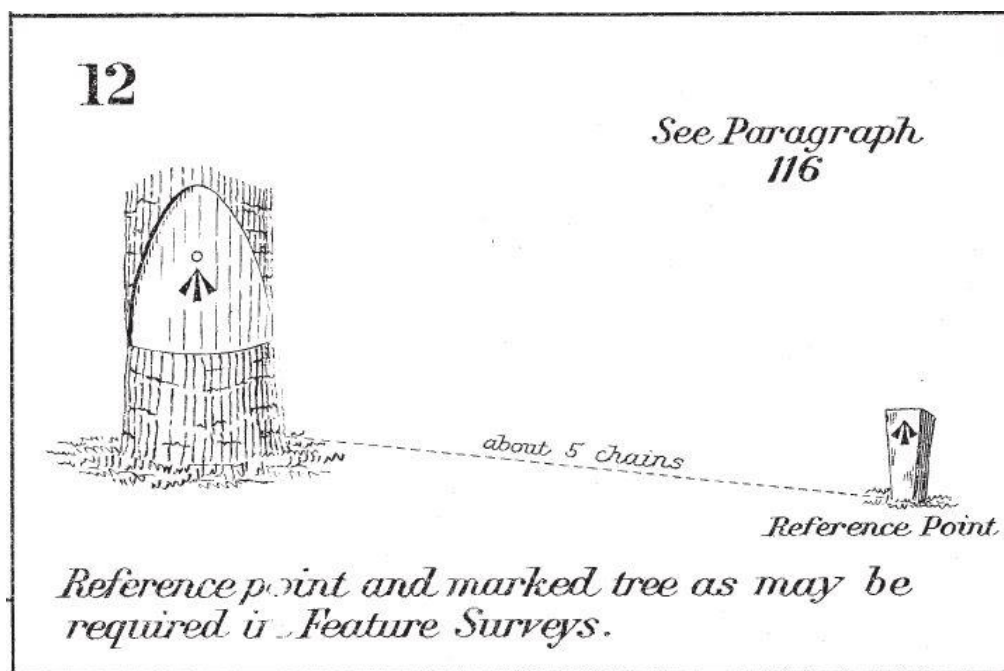 12
See Paragraph
116
about 5 chains
Reference Point
Reference point and marked tree as may be
required in Feature Surveys.